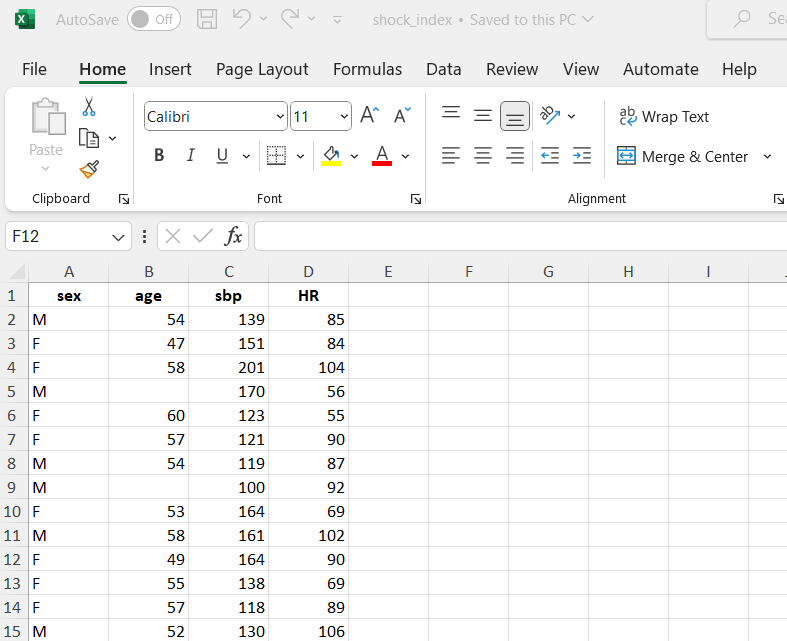 AutoSave Off shock_index • Saved to this PC Se
File Home Insert Page Layout Formulas Data Review View Automate Help
Calibri 11 A A ab Wrap Text
Paste B I U A Merge & Center
Clipboard Font Alignment
F12 fx
A B C D E F G H I
1 sex age sbp HR
2 M 54 139 85
3 F 47 151 84
4 F 58 201 104
5 M 170 56
6 F 60 123 55
7 F 57 121 90
8 M 54 119 87
9 M 100 92
10 F 53 164 69
11 M 58 161 102
12 F 49 164 90
13 F 55 138 69
14 F 57 118 89
15 M 52 130 106